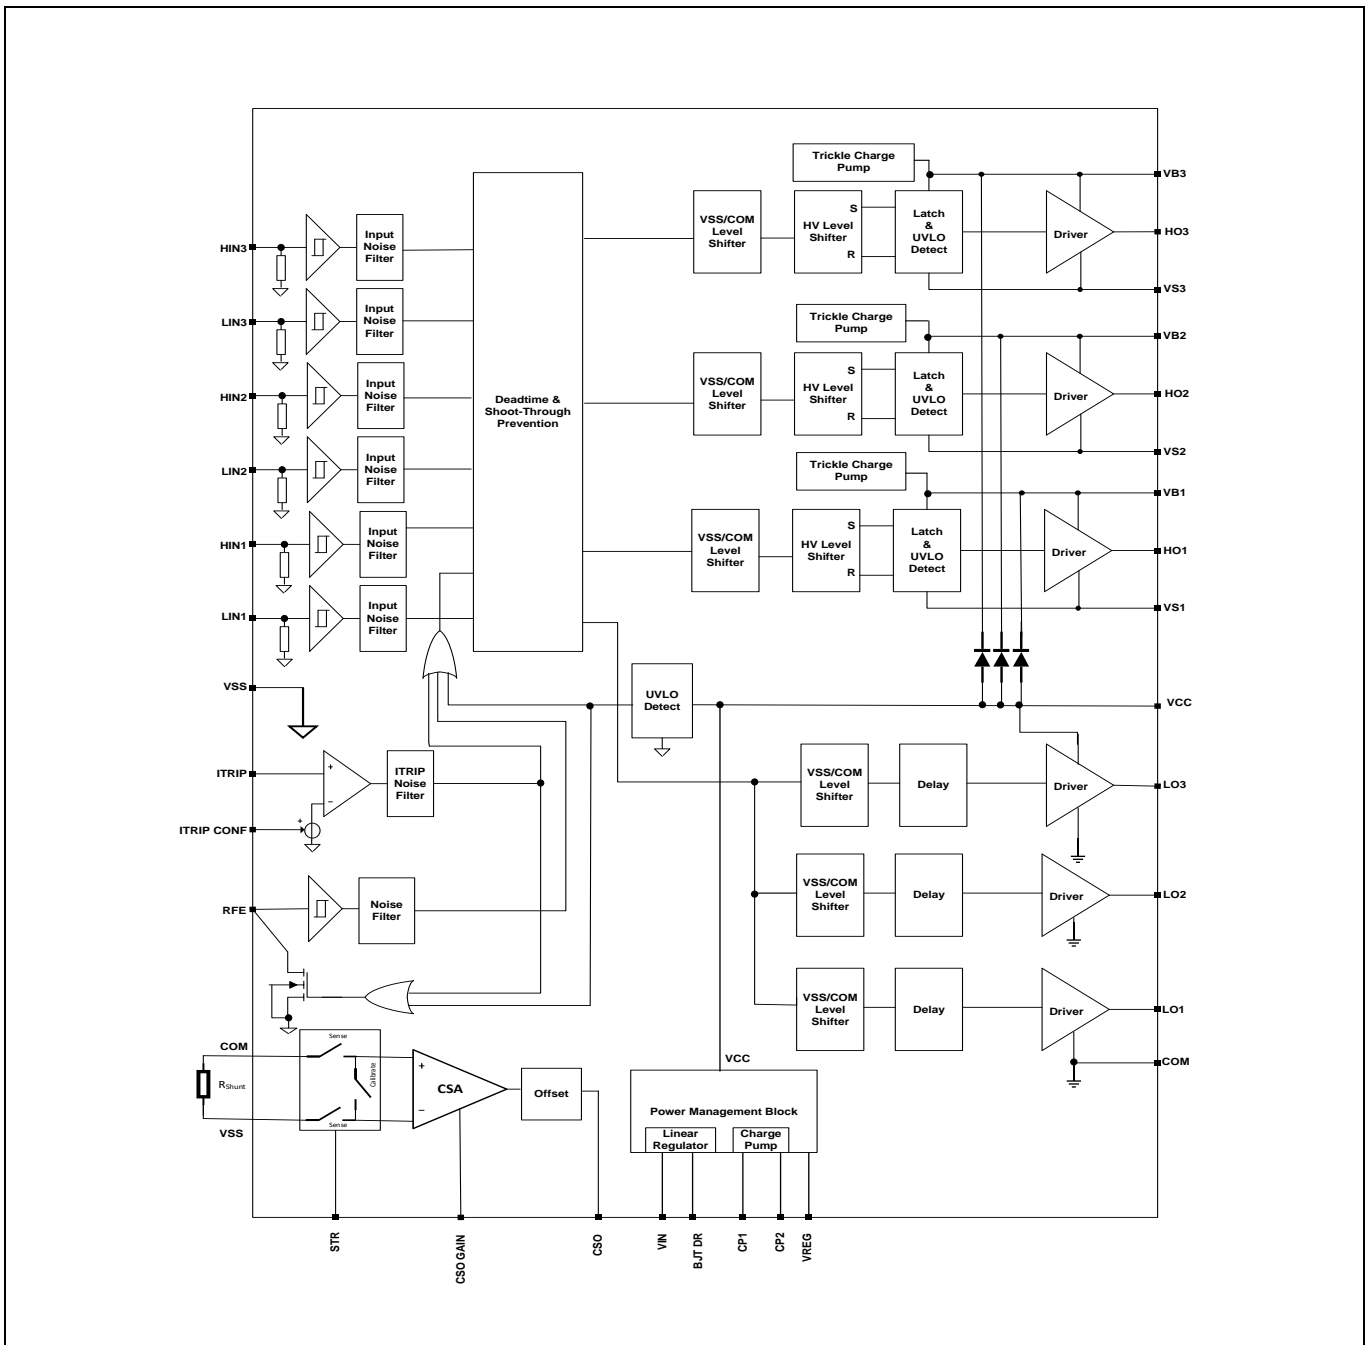 Trickle Charge
Pump
VB3
VSS/COM
Level
Shifter
S
HV Level
Shifter
R
Latch
&
UVLO
Detect
Driver
HO3
VS3
HIN3
Input
Noise
Filter
LIN3
Input
Noise
Filter
HIN2
Input
Noise
Filter
LIN2
Input
Noise
Filter
HIN1
Input
Noise
Filter
LIN1
Input
Noise
Filter
Deadtime &
Shoot-Through
Prevention
Trickle Charge
Pump
VB2
VSS/COM
Level
Shifter
S
HV Level
Shifter
R
Latch
&
UVLO
Detect
Driver
HO2
VS2
Trickle Charge
Pump
VB1
VSS/COM
Level
Shifter
S
HV Level
Shifter
R
Latch
&
UVLO
Detect
Driver
HO1
VS1
VSS
UVLO
Detect
VCC
ITRIP
+
−
ITRIP
Noise
Filter
ITRIP CONF
+
VSS/COM
Level
Shifter
Delay
Driver
LO3
RFE
Noise
Filter
VSS/COM
Level
Shifter
Delay
Driver
LO2
VSS/COM
Level
Shifter
Delay
Driver
LO1
COM
COM
Sense
Calibrate
Sense
RShunt
VSS
+
CSA
−
Offset
VCC
Power Management Block
Linear
Regulator
Charge
Pump
STR
CSO GAIN
CSO
VIN
BJT DR
CP1
CP2
VREG